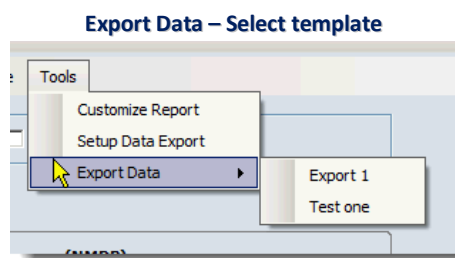 Export Data – Select template
Tools
Customize Report
Setup Data Export
Export Data
Export 1
Test one